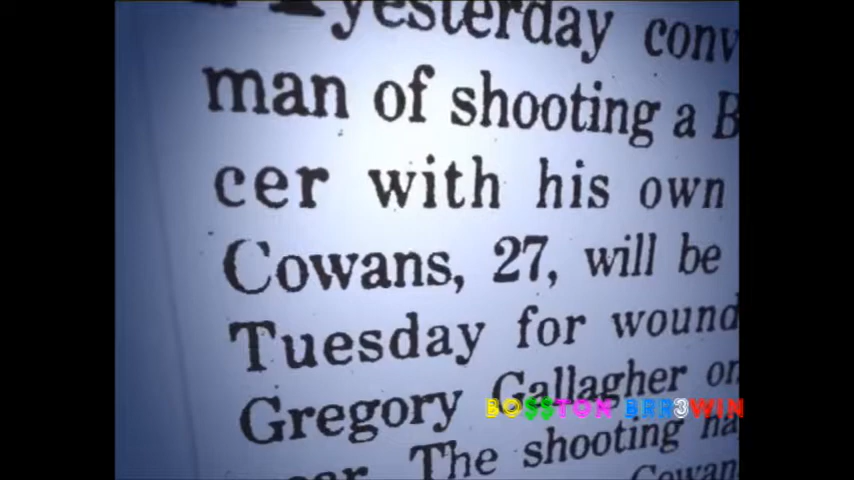 yesterday conv
man of shooting a B
cer with his own
Cowans, 27, will be
Tuesday for wound
Gregory Gallagher on
BOSSTON BRR3WIN
The shooting ha
Cowan